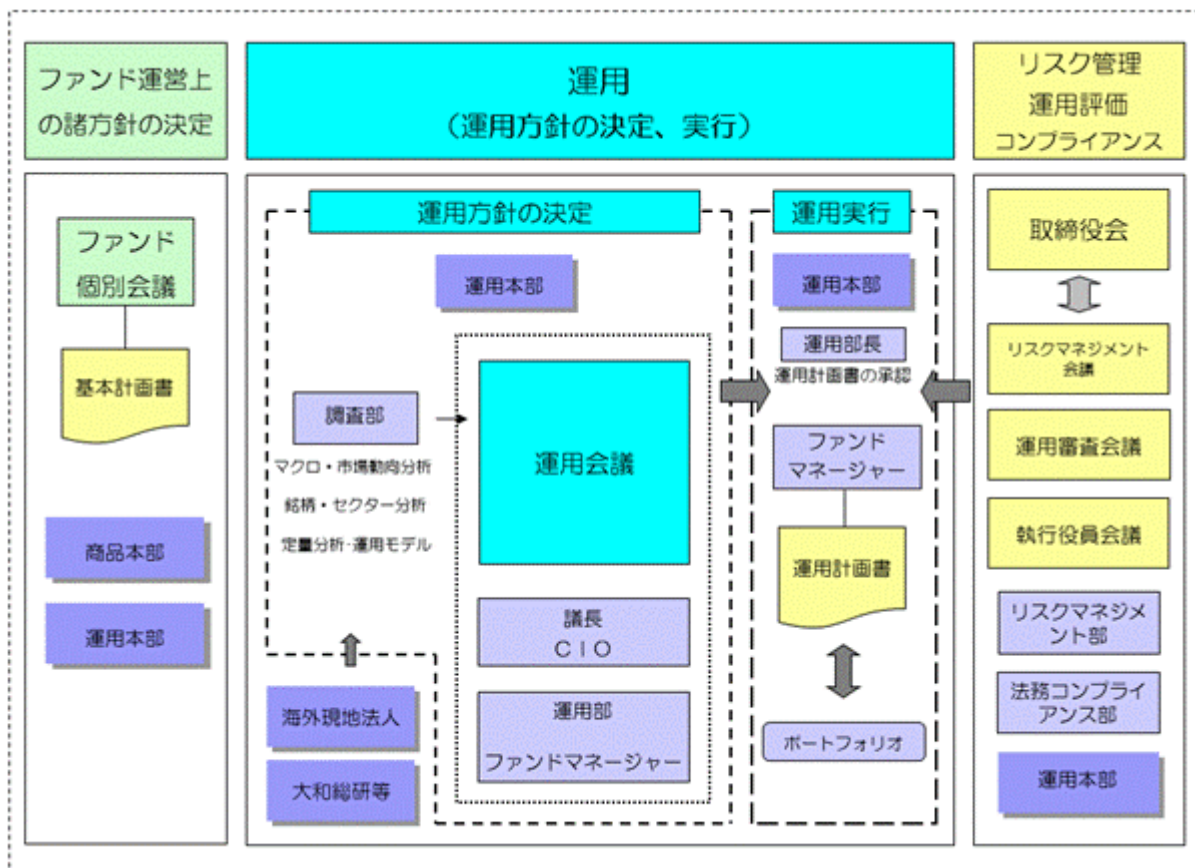 ファンド運営上
の諸方針の決定
運用
（運用方針の決定、実行）
リスク管理
運用評価
コンプライアンス
ファンド
個別会議
基本計画書
商品本部
運用本部
運用方針の決定
運用本部
調査部
マクロ・市場動向分析
銘柄・セクター分析
定量分析･運用モデル
運用会議
議長
ＣＩＯ
運用部
ファンドマネージャー
海外現地法人
大和総研等
運用実行
運用本部
運用部長
運用計画書の承認
ファンド
マネージャー
運用計画書
ポートフォリオ
取締役会
リスクマネジメント
会議
運用審査会議
執行役員会議
リスクマネジメ
ント部
法務コンプライ
アンス部
運用本部